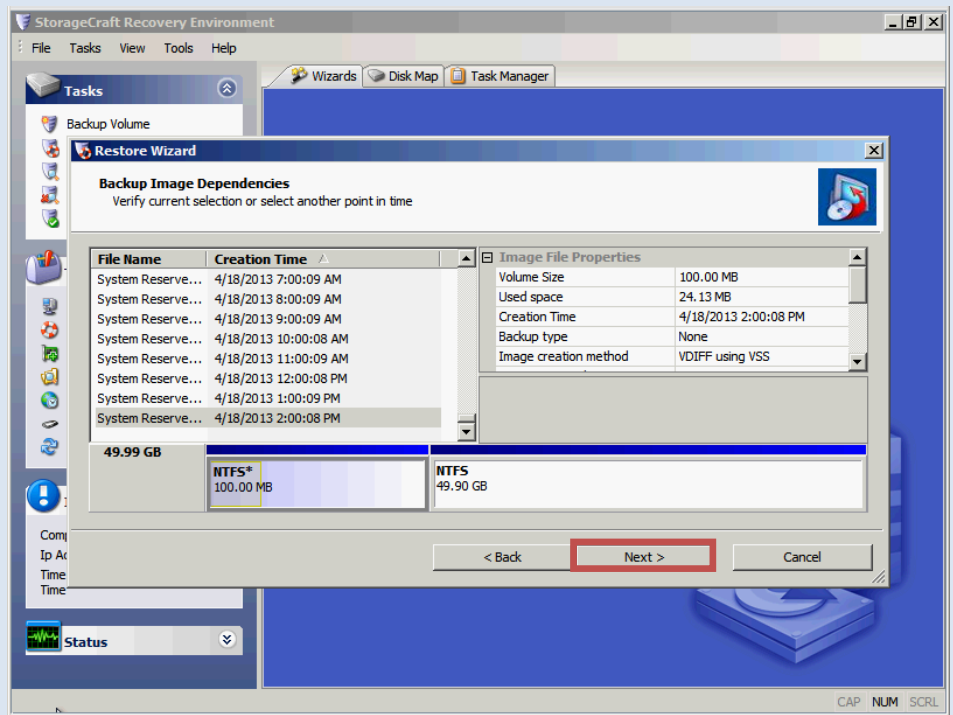 StorageCraft Recovery Environment
File Tasks View Tools Help
Wizards Disk Map Task Manager
Tasks
Backup Volume
Restore Wizard
Backup Image Dependencies
Verify current selection or select another point in time
File Name Creation Time
System Reserve... 4/18/2013 7:00:09 AM
System Reserve... 4/18/2013 8:00:09 AM
System Reserve... 4/18/2013 9:00:09 AM
System Reserve... 4/18/2013 10:00:08 AM
System Reserve... 4/18/2013 11:00:09 AM
System Reserve... 4/18/2013 12:00:08 PM
System Reserve... 4/18/2013 1:00:09 PM
System Reserve... 4/18/2013 2:00:08 PM
Image File Properties
Volume Size 100.00 MB
Used space 24.13 MB
Creation Time 4/18/2013 2:00:08 PM
Backup type None
Image creation method VDIFF using VSS
49.99 GB
NTFS*
100.00 MB
NTFS
49.90 GB
< Back Next > Cancel
Ip
Time
Time
Status
CAP NUM SCRL